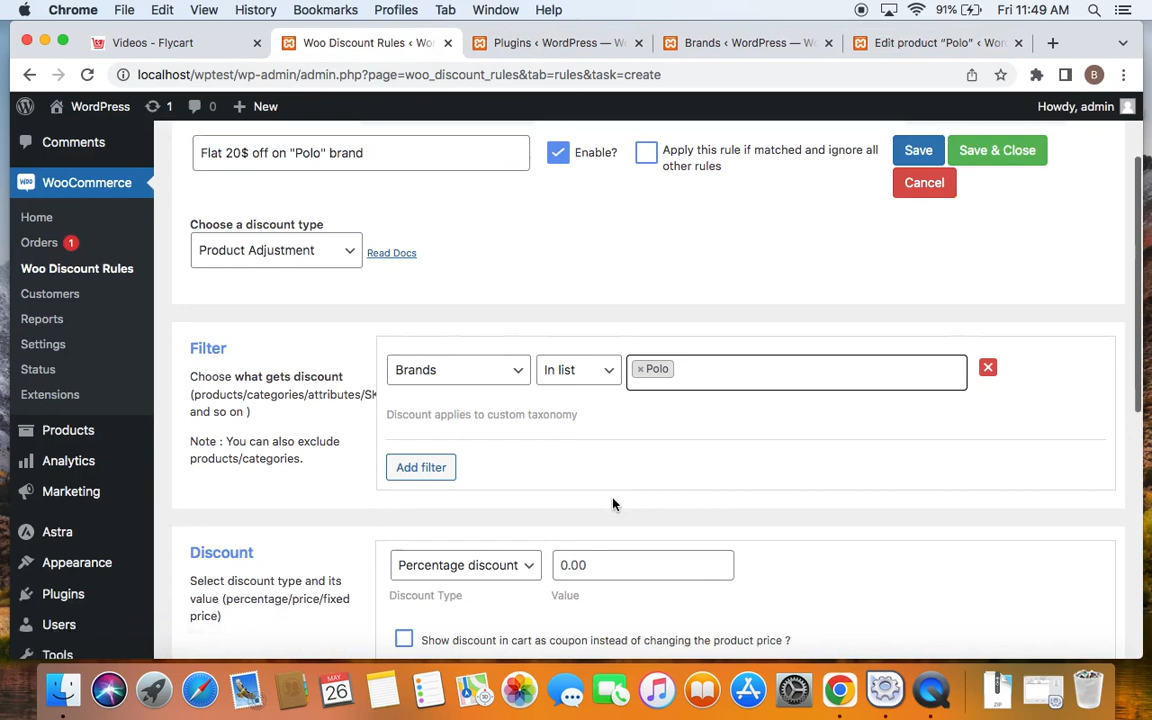 Chrome File Edit View History Bookmarks Profiles Tab Window Help 91% Fri 11:49 AM
Videos - Flycart
Woo Discount Rules ‹ Wor
Plugins ‹ WordPress — W
Brands ‹ WordPress — W
Edit product "Polo" ‹ Wor
localhost/wptest/wp-admin/admin.php?page=woo_discount_rules&tab=rules&task=create
B
WordPress 1 0 New Howdy, admin
Comments
WooCommerce
Home
Orders 1
Woo Discount Rules
Customers
Reports
Settings
Status
Extensions
Products
Analytics
Marketing
Astra
Appearance
Plugins
Users
Tools
Flat 20$ off on "Polo" brand
Enable?
Apply this rule if matched and ignore all
other rules
Save
Save & Close
Cancel
Choose a discount type
Product Adjustment
Read Docs
Filter
Choose what gets discount
(products/categories/attributes/SK
and so on )
Note : You can also exclude
products/categories.
Brands
In list
× Polo
Discount applies to custom taxonomy
Add filter
Discount
Select discount type and its
value (percentage/price/fixed
price)
Percentage discount
0.00
Discount Type
Value
Show discount in cart as coupon instead of changing the product price ?
MAY
26
ZIP